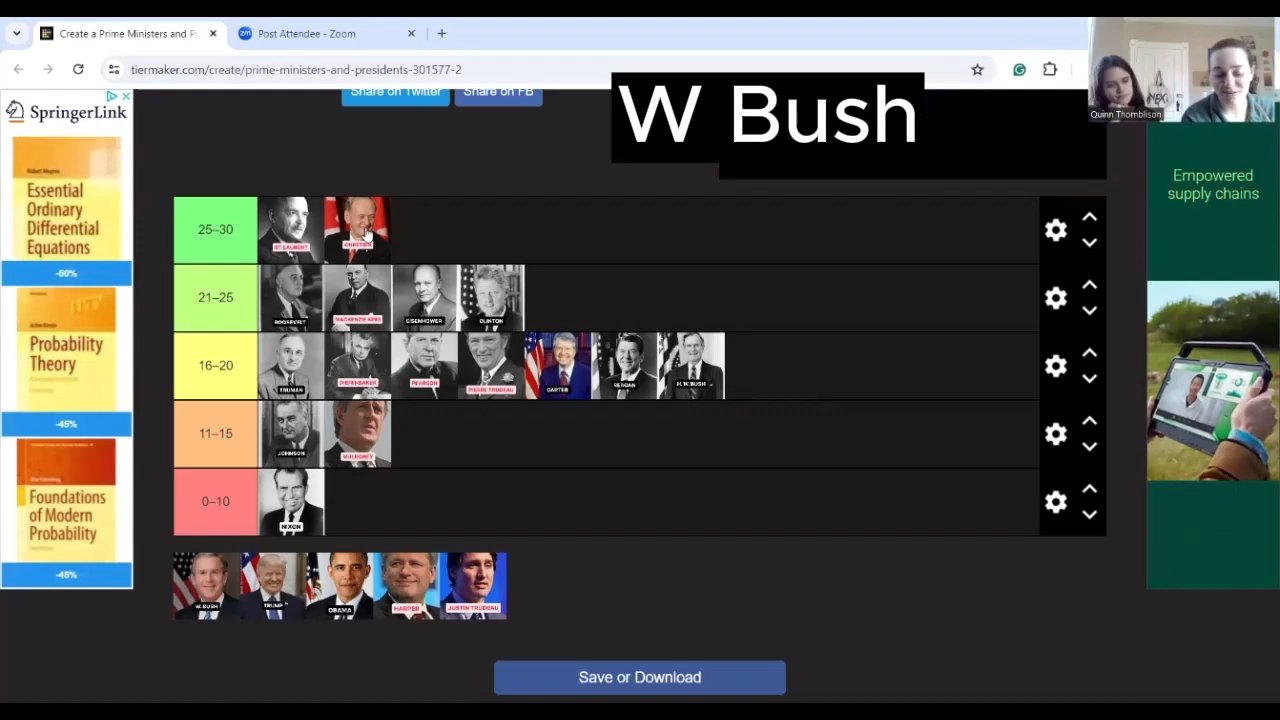 Create a Prime Ministers and P
Post Attendee - Zoom
tiermaker.com/create/prime-ministers-and-presidents-301577-2
Quinn Thomblison
Share on Twitter
Share on FB
W Bush
SpringerLink
Essential
Ordinary
Differential
Equations
-50%
Probability
Theory
-45%
Foundations
of Modern
Probability
-45%
25–30
ST.LAURENT
CHRETIEN
21–25
ROOSEVELT
MACKENZIE KING
EISENHOWER
CLINTON
16–20
TRUMAN
DIEFENBAKER
PEARSON
PIERRE TRUDEAU
CARTER
REAGAN
H.W.BUSH
11–15
JOHNSON
MULRONEY
0–10
NIXON
W.BUSH
TRUMP
OBAMA
HARPER
JUSTIN TRUDEAU
Save or Download
Empowered
supply chains